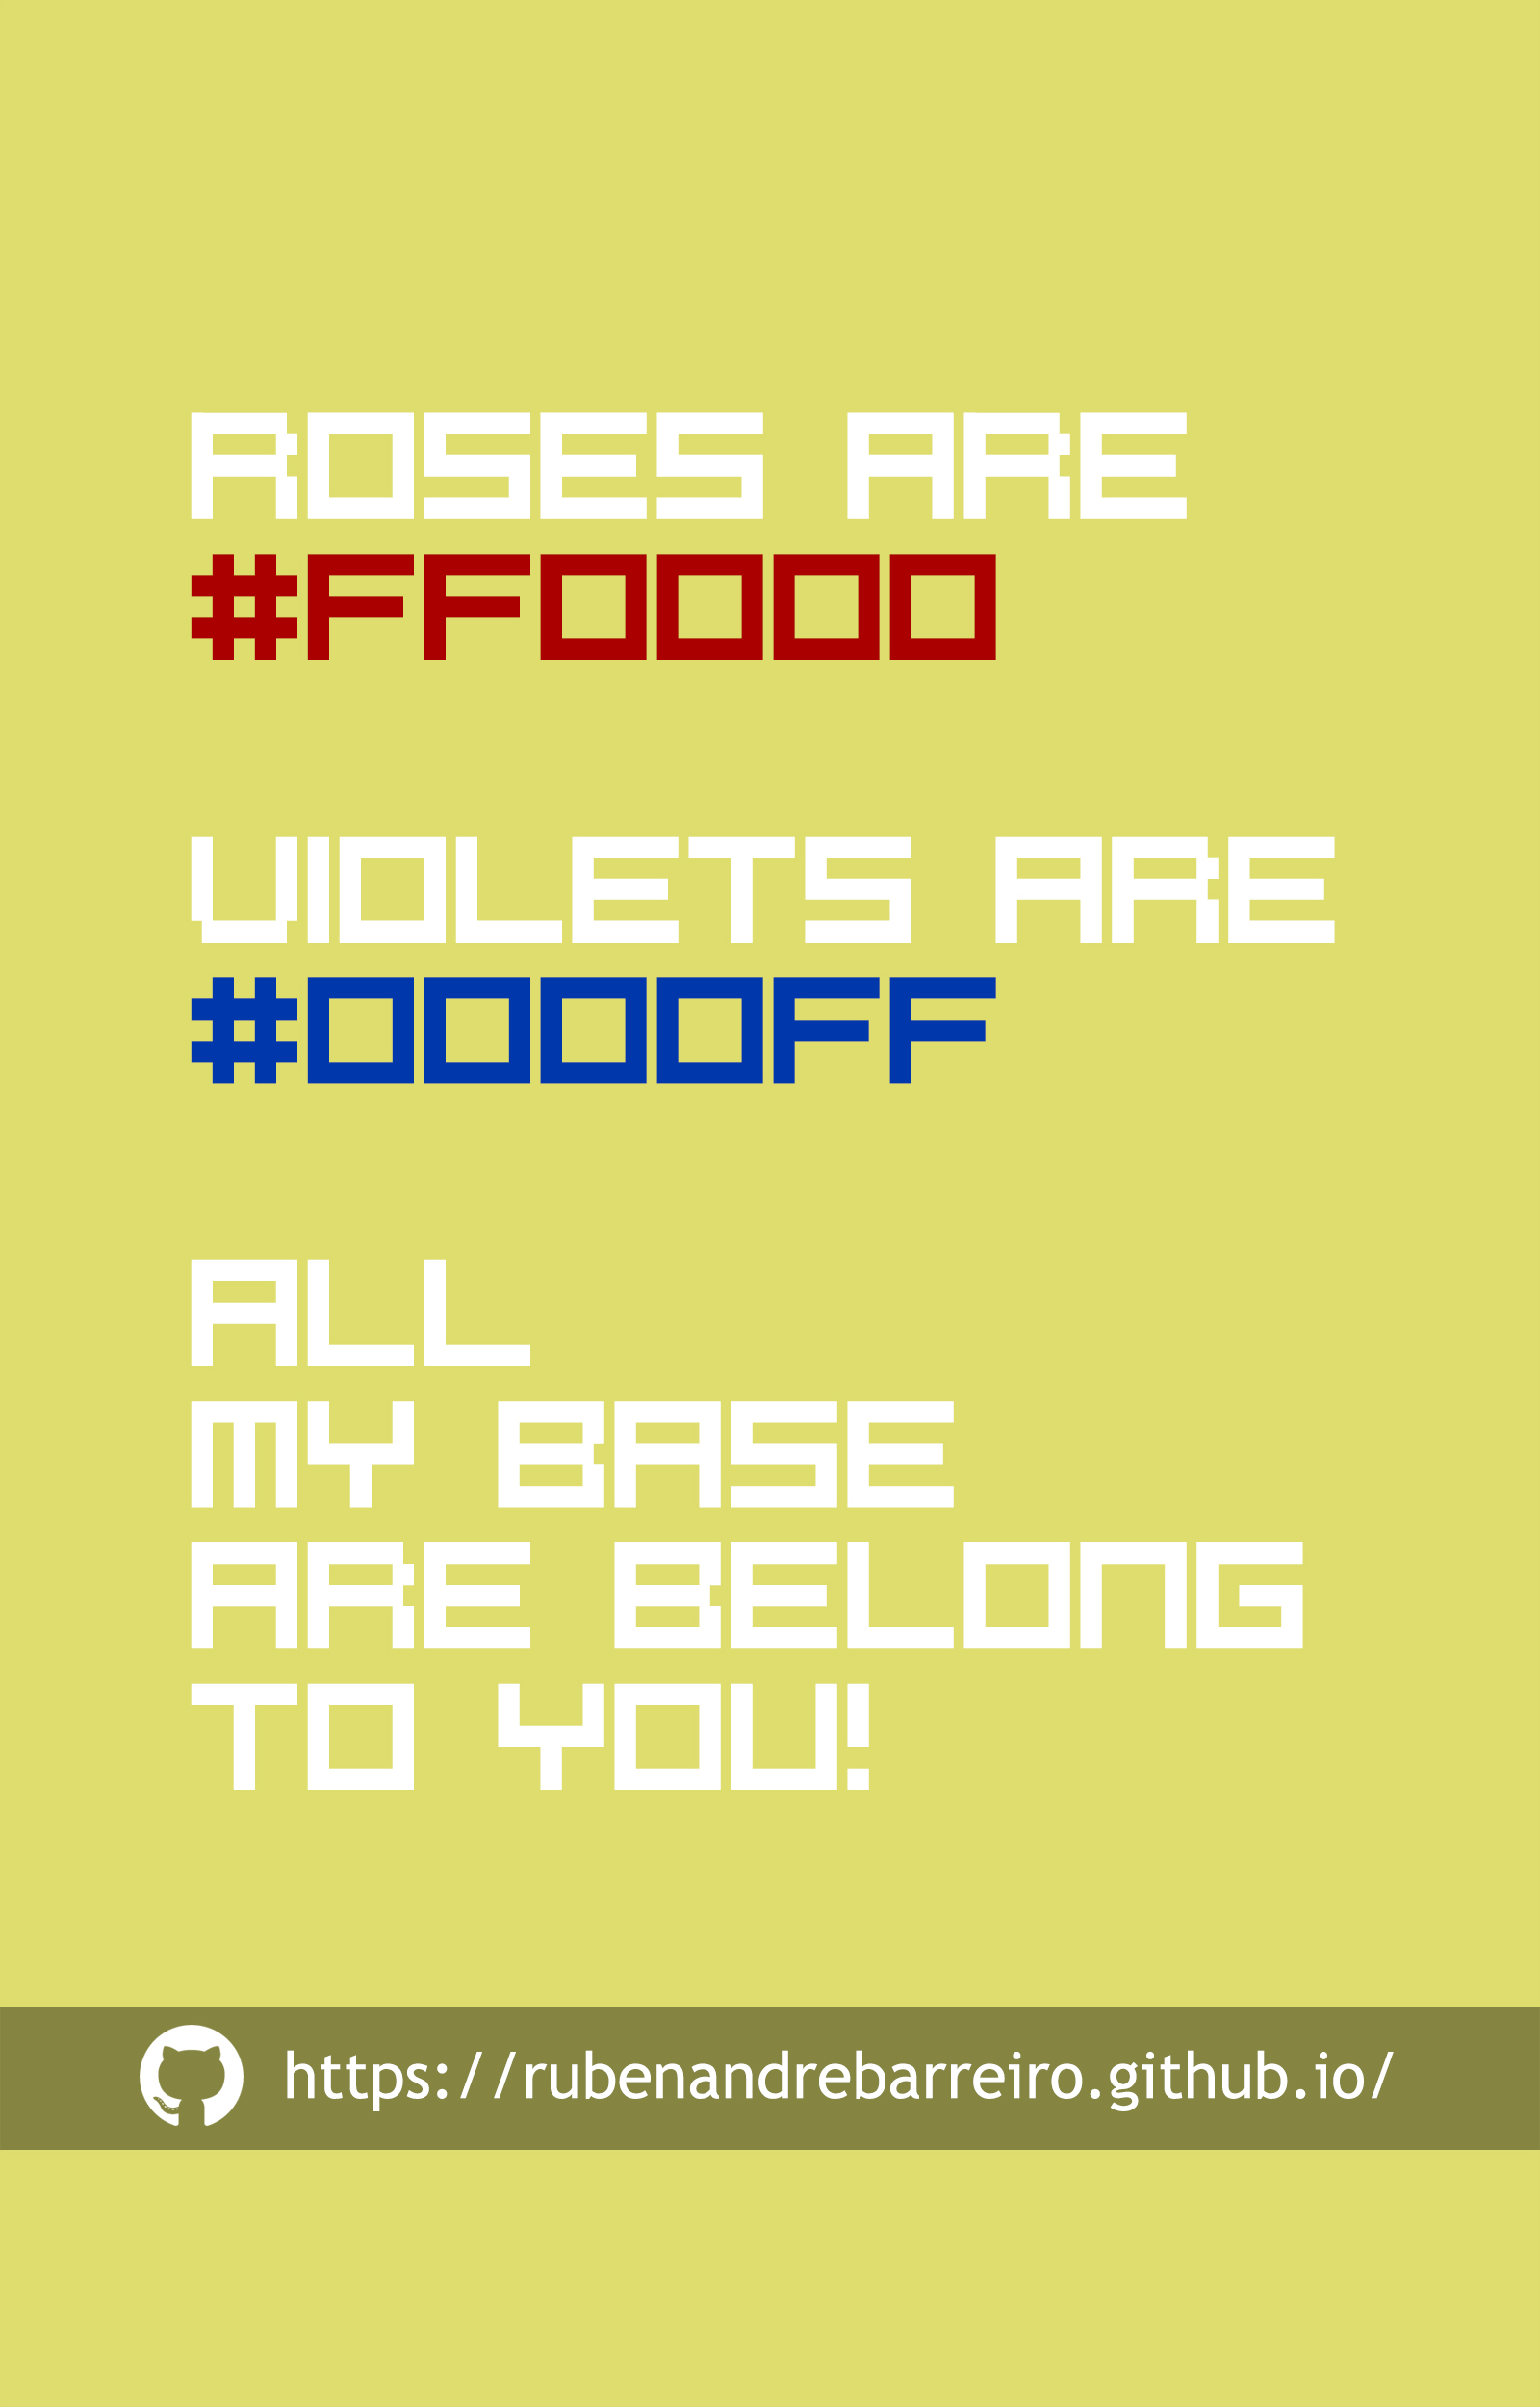 ROSES ARE
#FF0000
VIOLETS ARE
#0000FF
ALL
MY BASE
ARE BELONG
TO YOU!
https://rubenandrebarreiro.github.io/